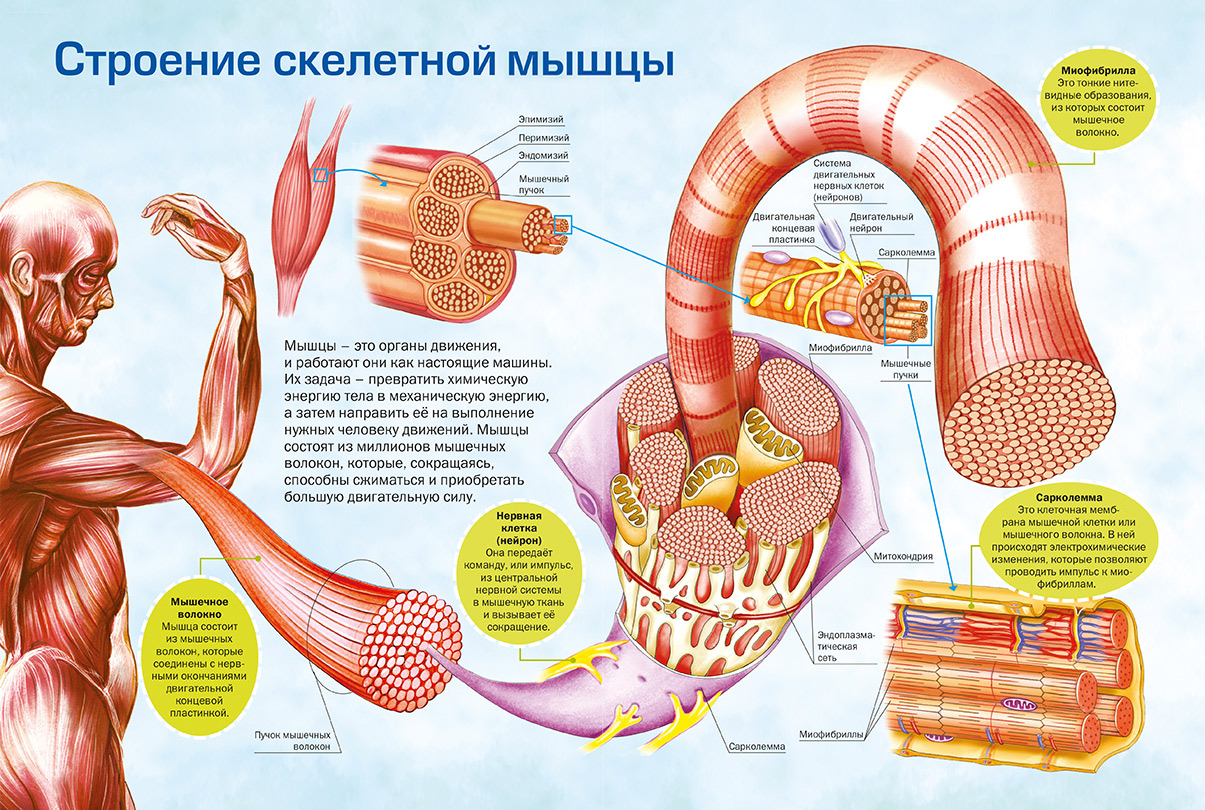 Строение скелетной мышцы
Эпимизий
Перимизий
Эндомизий
Мышечный
пучок
Миофибрилла
Это тонкие ните-
видные образования,
из которых состоит
мышечное
волокно.
Система
двигательных
нервных клеток
(нейронов)
Двигательная
концевая
пластинка
Двигательный
нейрон
Сарколемма
Миофибрилла
Мышечные
пучки
Мышцы – это органы движения,
и работают они как настоящие машины.
Их задача – превратить химическую
энергию тела в механическую энергию,
а затем направить её на выполнение
нужных человеку движений. Мышцы
состоят из миллионов мышечных
волокон, которые, сокращаясь,
способны сжиматься и приобретать
большую двигательную силу.
Нервная
клетка
(нейрон)
Она передаёт
команду, или импульс,
из центральной
нервной системы
в мышечную ткань
и вызывает её
сокращение.
Сарколемма
Это клеточная мемб-
рана мышечной клетки или
мышечного волокна. В ней
происходят электрохимические
изменения, которые позволяют
проводить импульс к мио-
фибриллам.
Митохондрия
Мышечное
волокно
Мышца состоит
из мышечных
волокон, которые
соединены с нерв-
ными окончаниями
двигательной
концевой
пластинкой.
Эндоплазма-
тическая
сеть
Пучок мышечных
волокон
Сарколемма
Миофибриллы